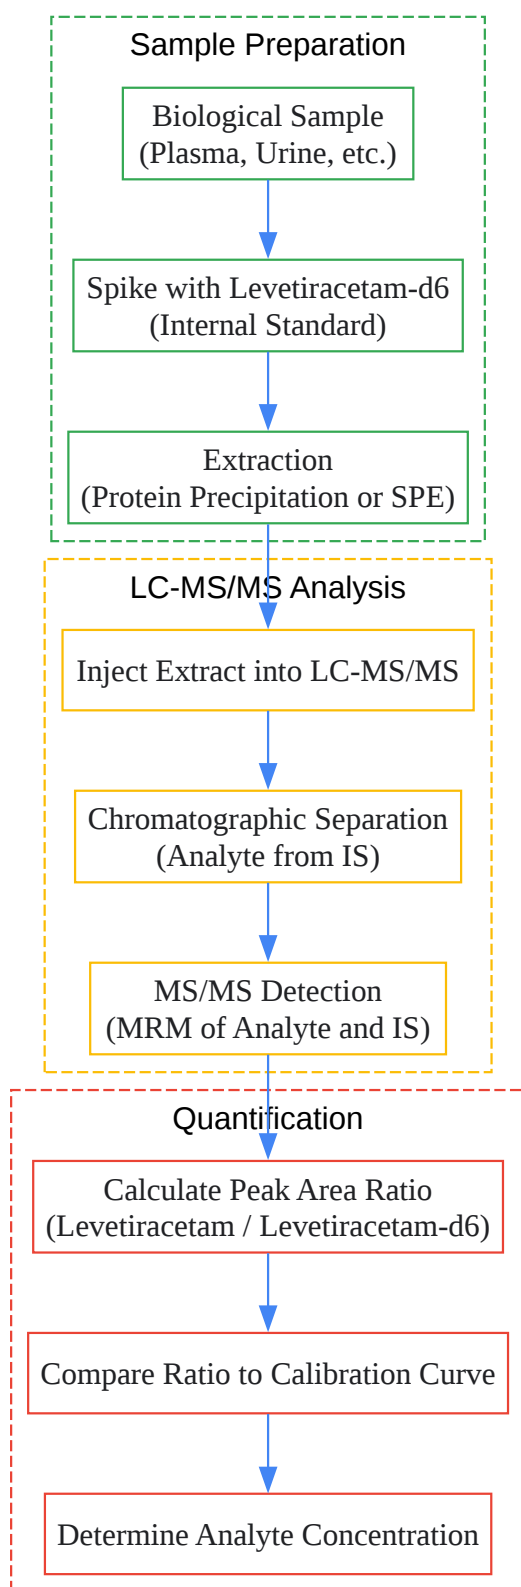 Sample Preparation
Biological Sample
(Plasma, Urine, etc.)
Spike with Levetiracetam-d6
(Internal Standard)
Extraction
(Protein Precipitation or SPE)
LC-MS/MS Analysis
Inject Extract into LC-MS/MS
Chromatographic Separation
(Analyte from IS)
MS/MS Detection
(MRM of Analyte and IS)
Quantification
Calculate Peak Area Ratio
(Levetiracetam / Levetiracetam-d6)
Compare Ratio to Calibration Curve
Determine Analyte Concentration